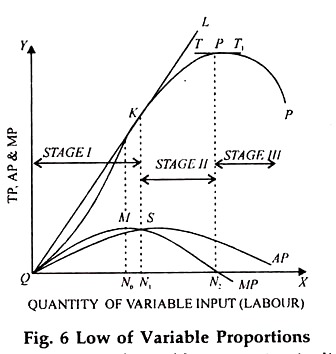 L
Y
T P T₁
K
P
STAGE I
STAGE II
STAGE III
TP, AP & MP
M S
AP
Q N₀ N₁ N₂ MP X
QUANTITY OF VARIABLE INPUT (LABOUR)
Fig. 6 Low of Variable Proportions